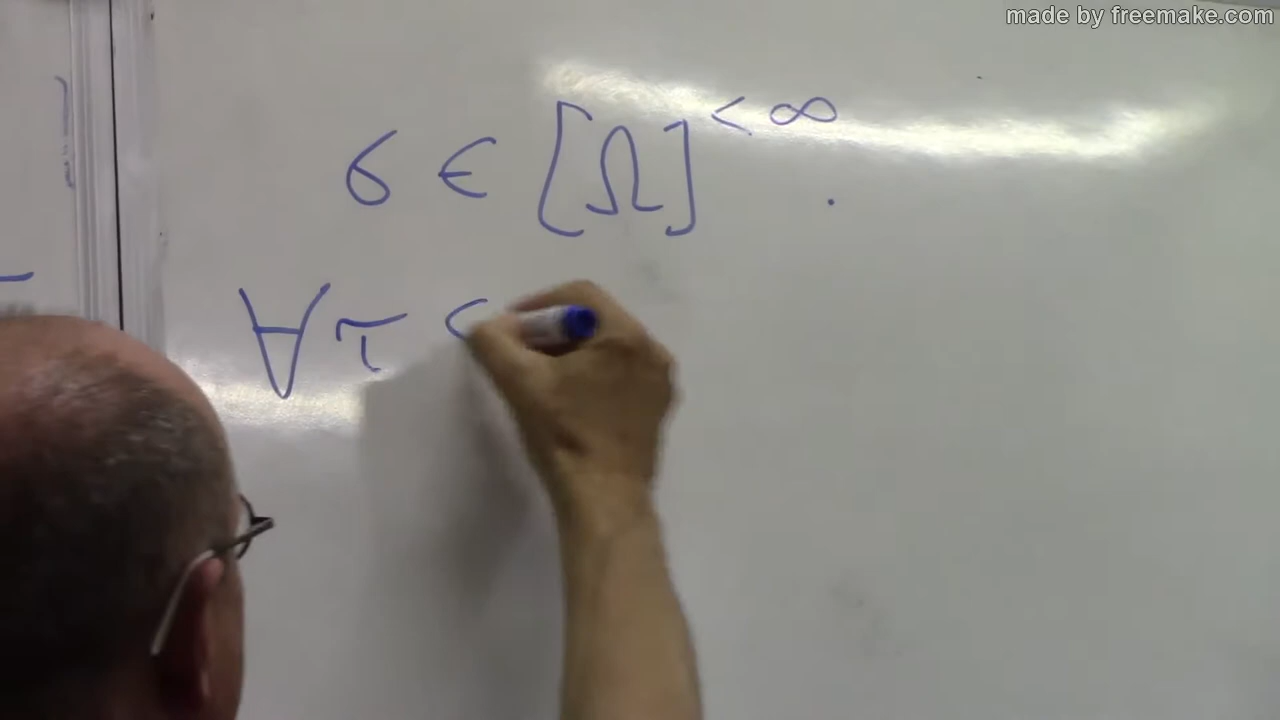 made by freemake.com
σ ∈ [Ω]^{< ∞} .
∀ τ